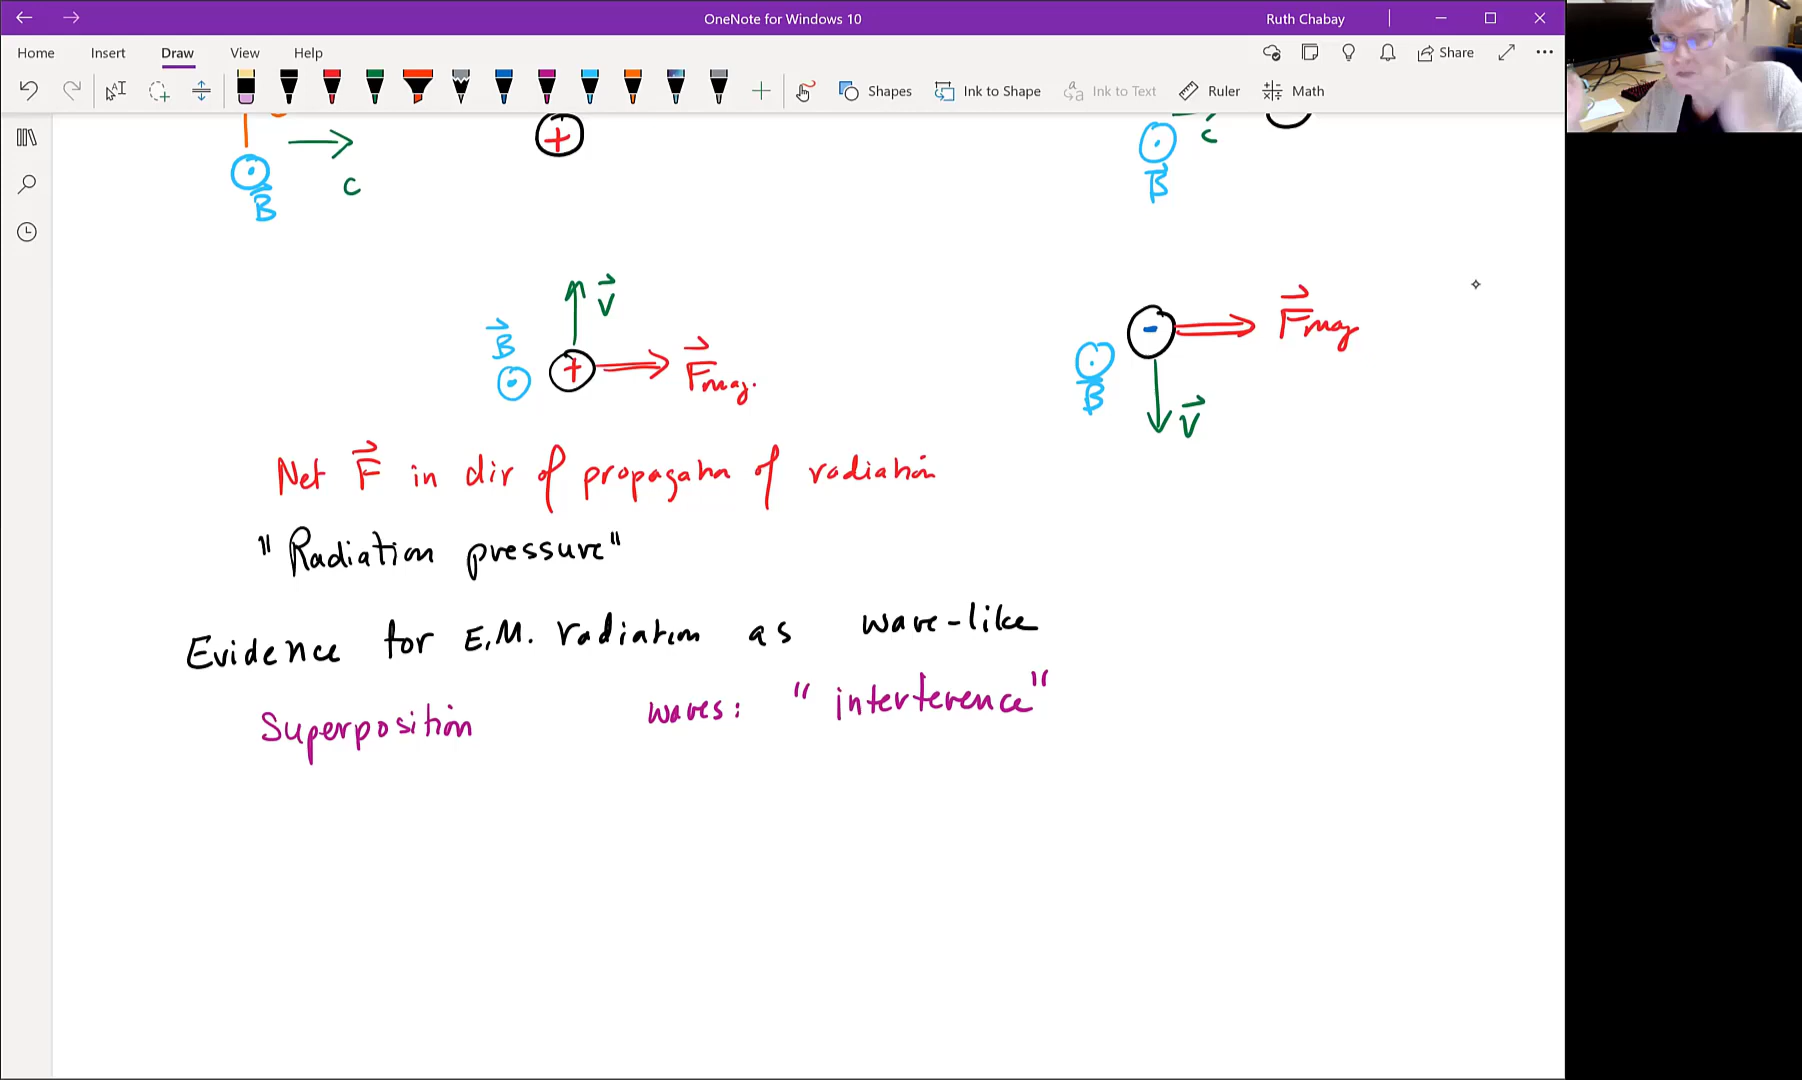 OneNote for Windows 10
Ruth Chabay
Home Insert Draw View Help
Share
Shapes Ink to Shape Ink to Text Ruler Math
+
B
c
c
B
V
B
+
Fmag.
-
Fmag
B
V
Net F in dir of propagatn of radiation
"Radiation pressure"
Evidence for E.M. radiation as wave-like
Superposition waves: "interference"